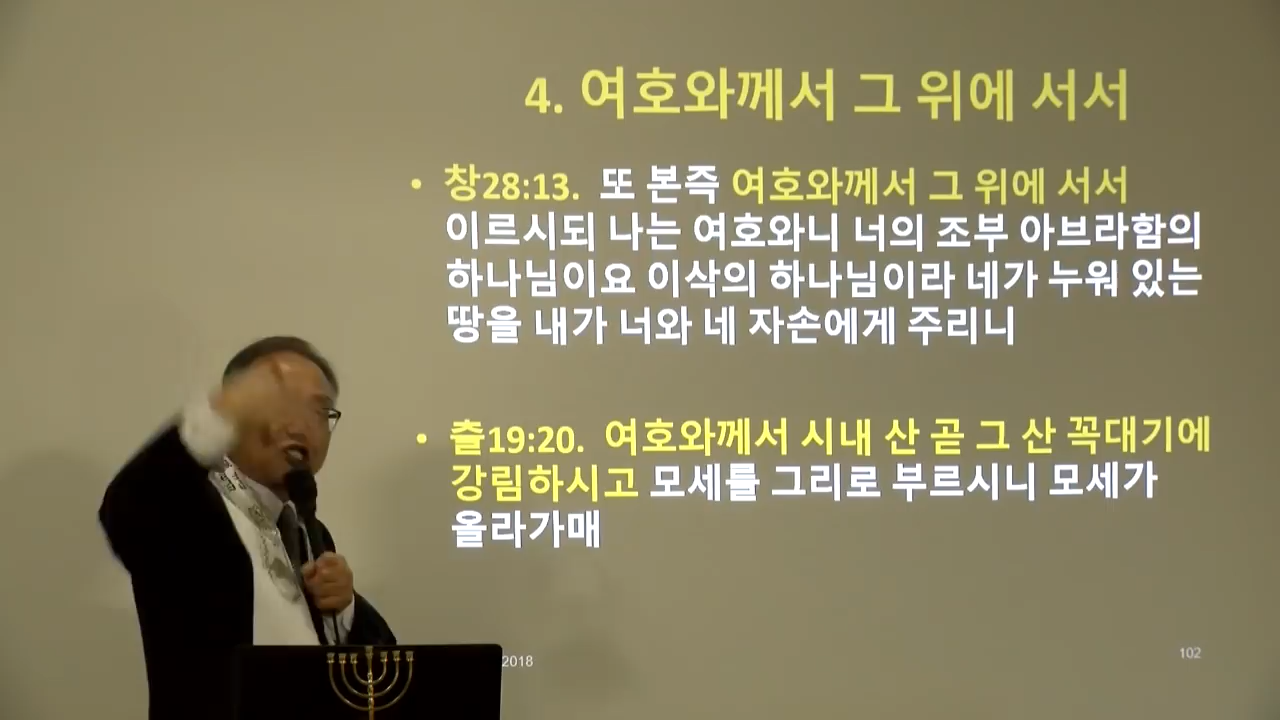 4. 여호와께서 그 위에 서서
• 창28:13. 또 본즉 여호와께서 그 위에 서서
이르시되 나는 여호와니 너의 조부 아브라함의
하나님이요 이삭의 하나님이라 네가 누워 있는
땅을 내가 너와 네 자손에게 주리니
• 출19:20. 여호와께서 시내 산 곧 그 산 꼭대기에
강림하시고 모세를 그리로 부르시니 모세가
올라가매
2018
102